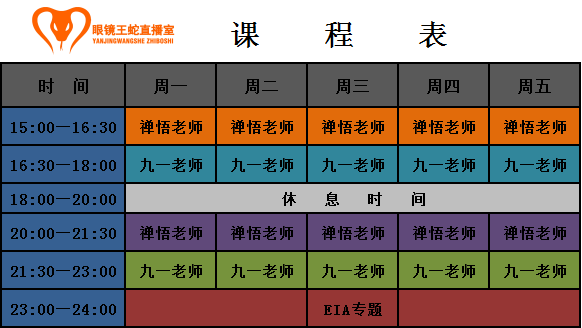 眼镜王蛇直播室
YANJINGWANGSHE ZHIBOSHI
课 程 表
时 间 周一 周二 周三 周四 周五
15:00—16:30 禅悟老师 禅悟老师 禅悟老师 禅悟老师 禅悟老师
16:30—18:00 九一老师 九一老师 九一老师 九一老师 九一老师
18:00—20:00 休 息 时 间
20:00—21:30 禅悟老师 禅悟老师 禅悟老师 禅悟老师 禅悟老师
21:30—23:00 九一老师 九一老师 九一老师 九一老师 九一老师
23:00—24:00 EIA专题